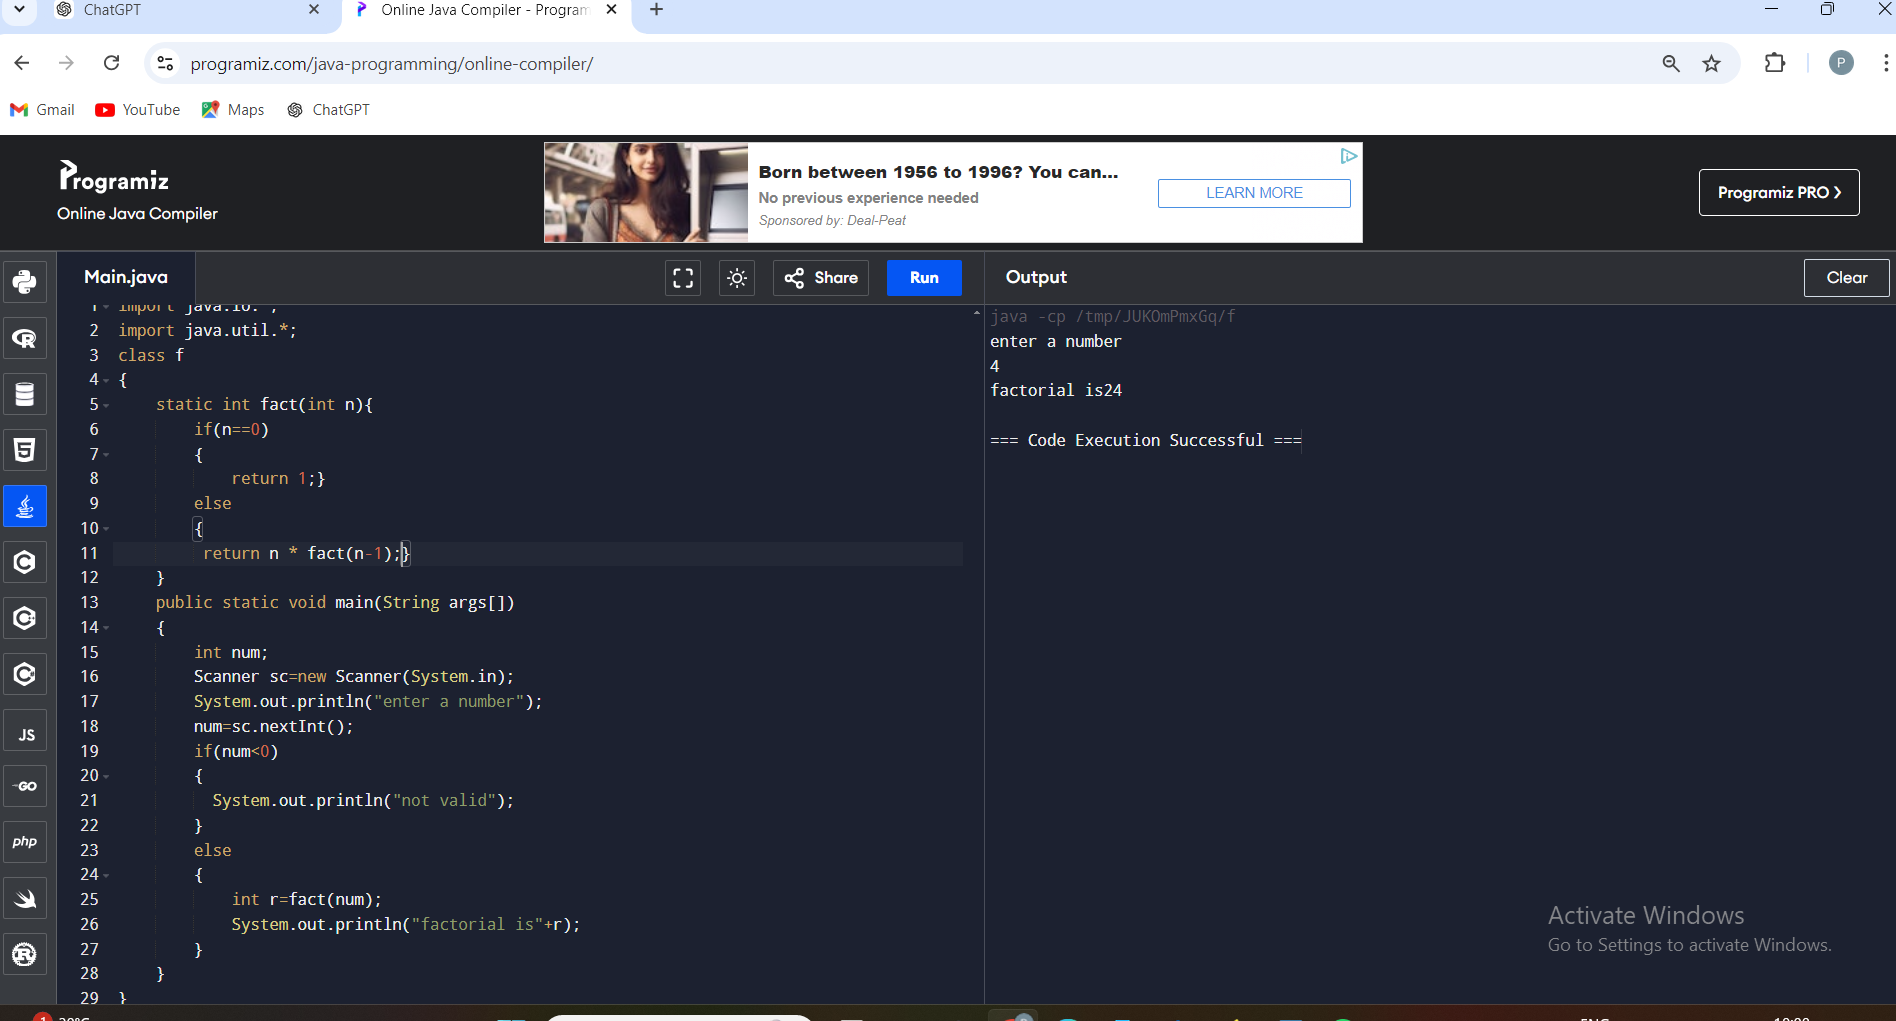 ChatGPT
Online Java Compiler - Program
programiz.com/java-programming/online-compiler/
P
Gmail YouTube Maps ChatGPT
Programiz
Online Java Compiler
Born between 1956 to 1996? You can...
No previous experience needed
Sponsored by: Deal-Peat
LEARN MORE
Programiz PRO
Main.java
Share
Run
Output
Clear
JS
GO
php
1 import java.io.
2 import java.util.*;
3 class f
4 {
5 static int fact(int n){
6 if(n==0)
7 {
8 return 1;}
9 else
10 {
11 return n * fact(n-1);}
12 }
13 public static void main(String args[])
14 {
15 int num;
16 Scanner sc=new Scanner(System.in);
17 System.out.println("enter a number");
18 num=sc.nextInt();
19 if(num<0)
20 {
21 System.out.println("not valid");
22 }
23 else
24 {
25 int r=fact(num);
26 System.out.println("factorial is"+r);
27 }
28 }
29 }
java -cp /tmp/JUKOmPmxGq/f
enter a number
4
factorial is24
=== Code Execution Successful ===
Activate Windows
Go to Settings to activate Windows.